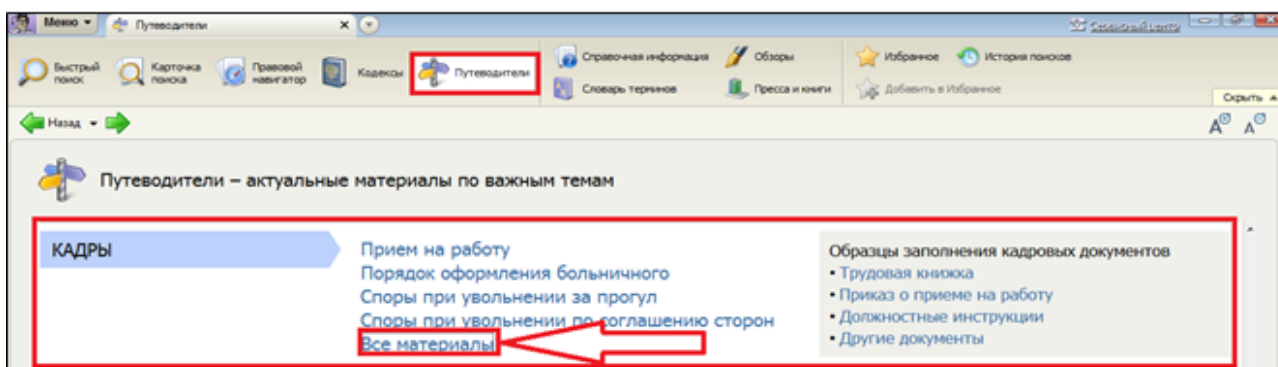 Меню
Путеводители
Сервисный центр
Быстрый поиск
Карточка поиска
Правовой навигатор
Кодексы
Путеводители
Справочная информация
Словарь терминов
Обзоры
Пресса и книги
Избранное
История поисков
Добавить в Избранное
Скрыть
Назад
Путеводители – актуальные материалы по важным темам
КАДРЫ
Прием на работу
Порядок оформления больничного
Споры при увольнении за прогул
Споры при увольнении по соглашению сторон
Все материалы
Образцы заполнения кадровых документов
• Трудовая книжка
• Приказ о приеме на работу
• Должностные инструкции
• Другие документы